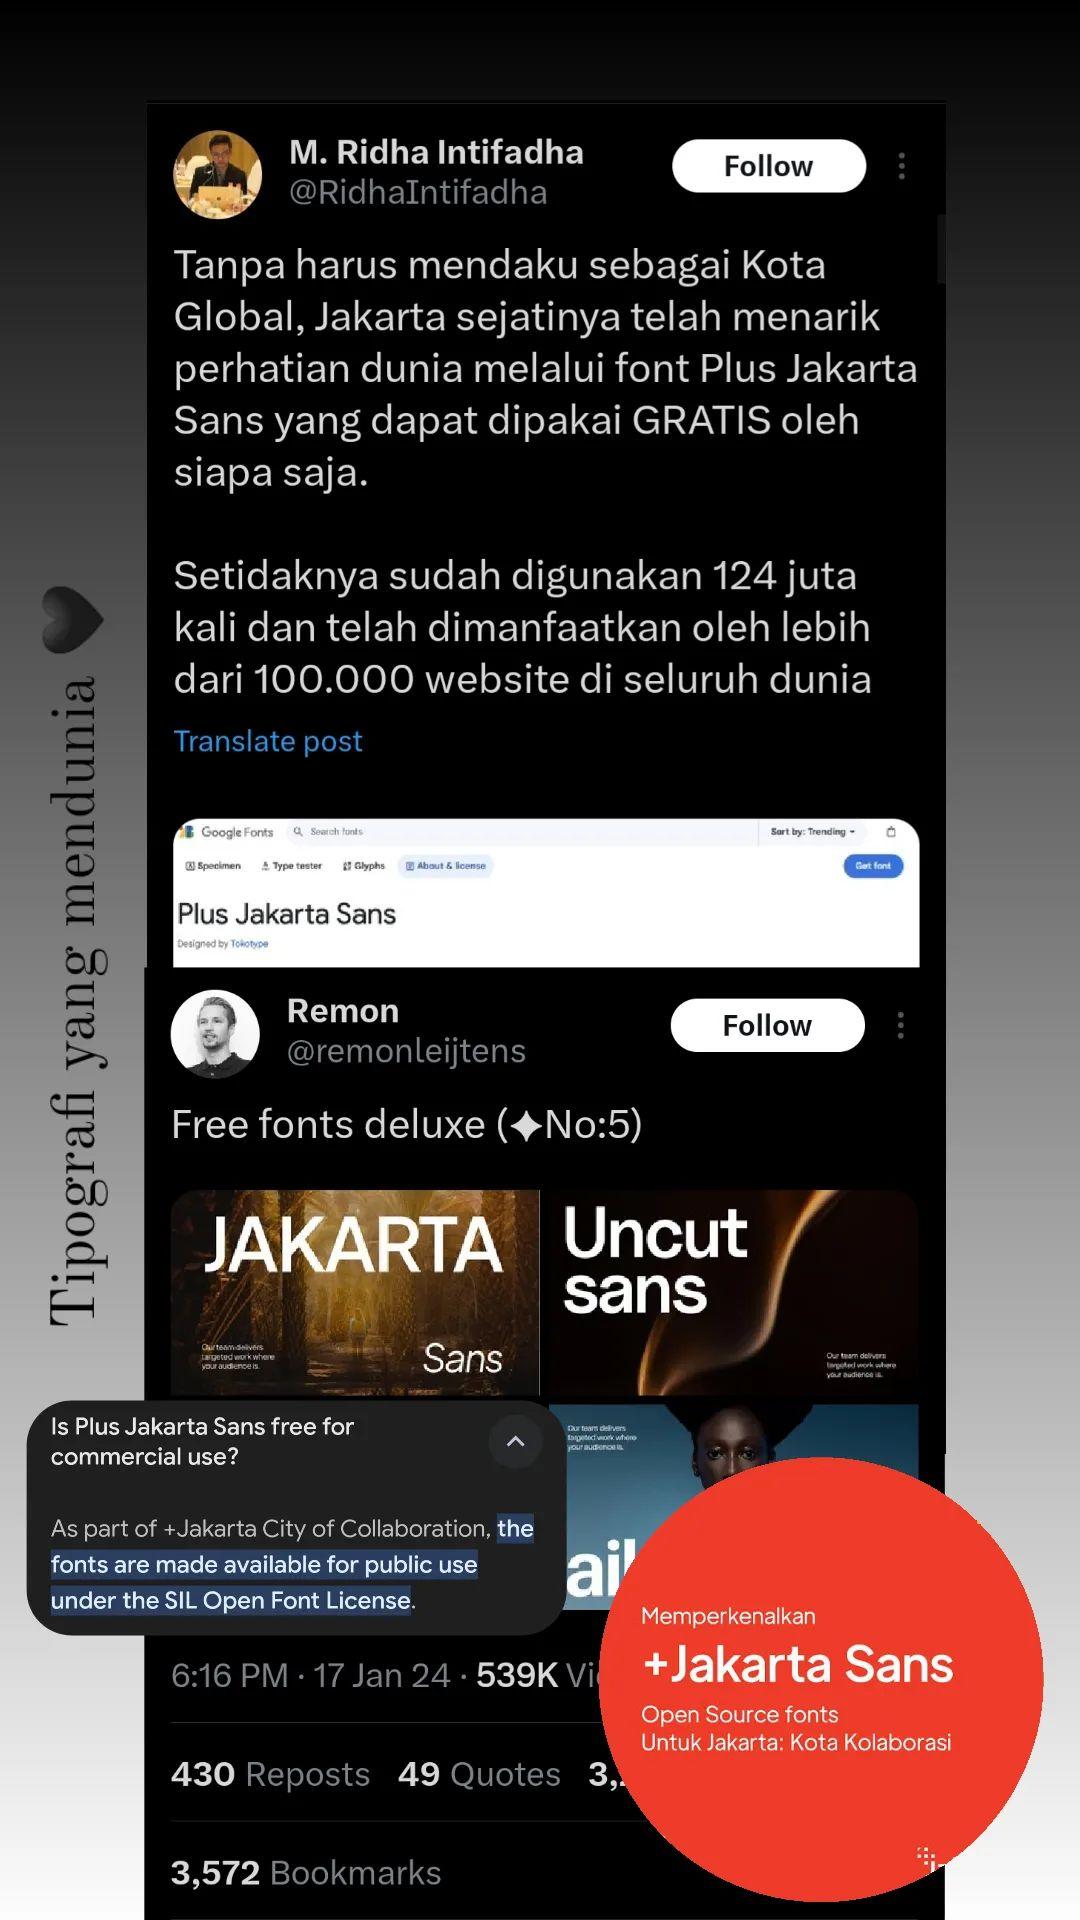 M. Ridha Intifadha
@RidhaIntifadha
Follow
Tanpa harus mendaku sebagai Kota
Global, Jakarta sejatinya telah menarik
perhatian dunia melalui font Plus Jakarta
Sans yang dapat dipakai GRATIS oleh
siapa saja.
Setidaknya sudah digunakan 124 juta
kali dan telah dimanfaatkan oleh lebih
dari 100.000 website di seluruh dunia
Translate post
Google Fonts
Search fonts
Sort by: Trending
Specimen
Type tester
Glyphs
About & license
Get font
Plus Jakarta Sans
Designed by Tokotype
Tipografi yang mendunia
Remon
@remonleijtens
Follow
Free fonts deluxe (✦No:5)
JAKARTA
Our team delivers
targeted work where
your audience is.
Sans
Uncut
sans
Our team delivers
targeted work where
your audience is.
Our team delivers
targeted work where
your audience is.
ail
Is Plus Jakarta Sans free for
commercial use?
As part of +Jakarta City of Collaboration, the
fonts are made available for public use
under the SIL Open Font License.
Memperkenalkan
+Jakarta Sans
Open Source fonts
Untuk Jakarta: Kota Kolaborasi
6:16 PM · 17 Jan 24 · 539K Vi
430 Reposts 49 Quotes 3,
3,572 Bookmarks